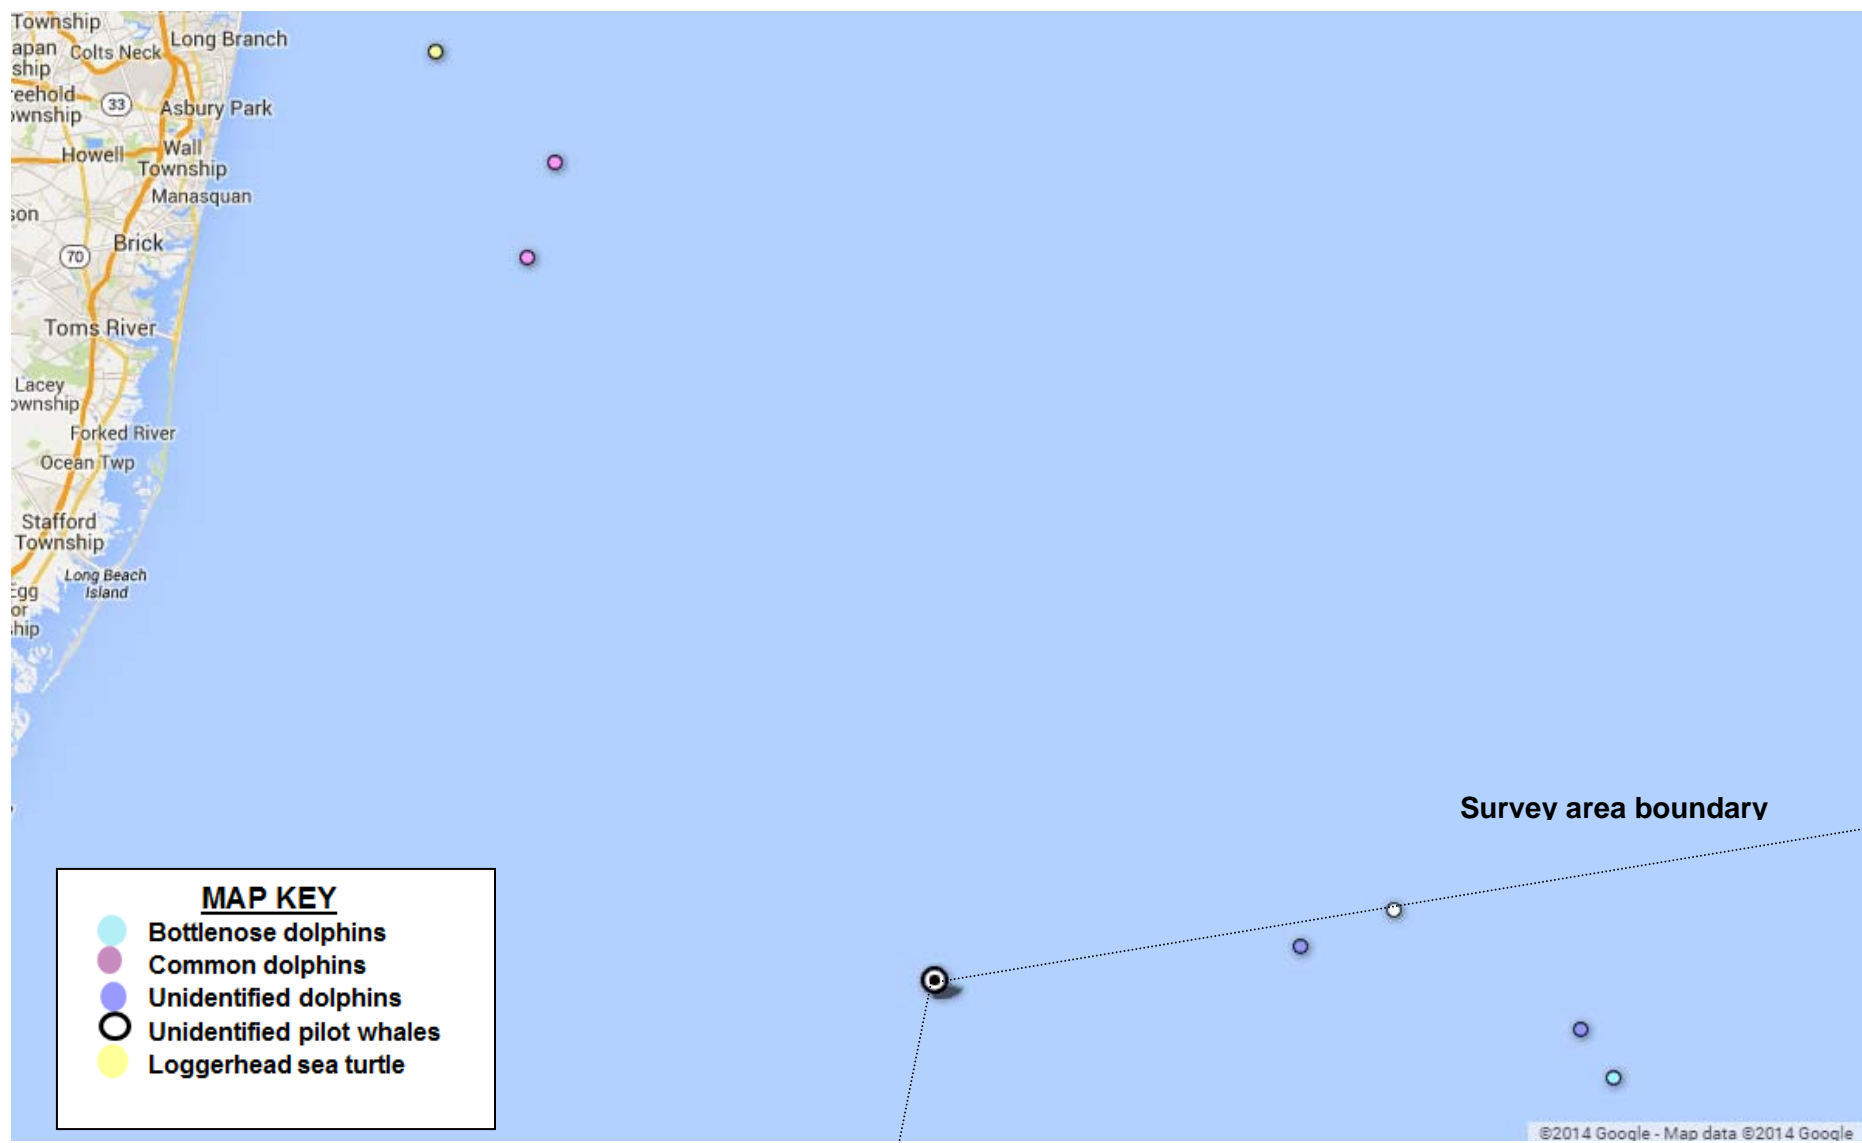 Township
Long Branch
apan
Colts Neck
ship
eehold
33
Asbury Park
ownship
Howell
Wall
Township
Manasquan
son
Brick
70
Toms River
Lacey
ownship
Forked River
Ocean Twp
Stafford
Township
Long Beach
Island
Egg
or
ship
Survey area boundary
MAP KEY
Bottlenose dolphins
Common dolphins
Unidentified dolphins
Unidentified pilot whales
Loggerhead sea turtle
©2014 Google - Map data ©2014 Google